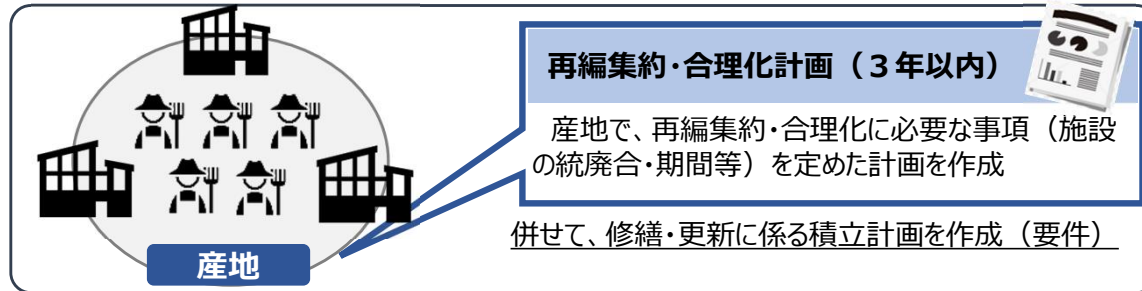 再編集約・合理化計画（３年以内）
産地で、再編集約・合理化に必要な事項（施設
の統廃合・期間等）を定めた計画を作成
併せて、修繕・更新に係る積立計画を作成（要件）
産地